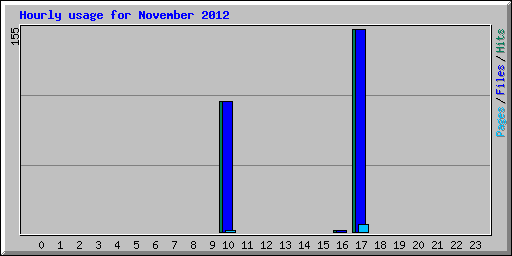 Hourly usage for November 2012
155
Pages/Files/Hits
0 1 2 3 4 5 6 7 8 9 10 11 12 13 14 15 16 17 18 19 20 21 22 23